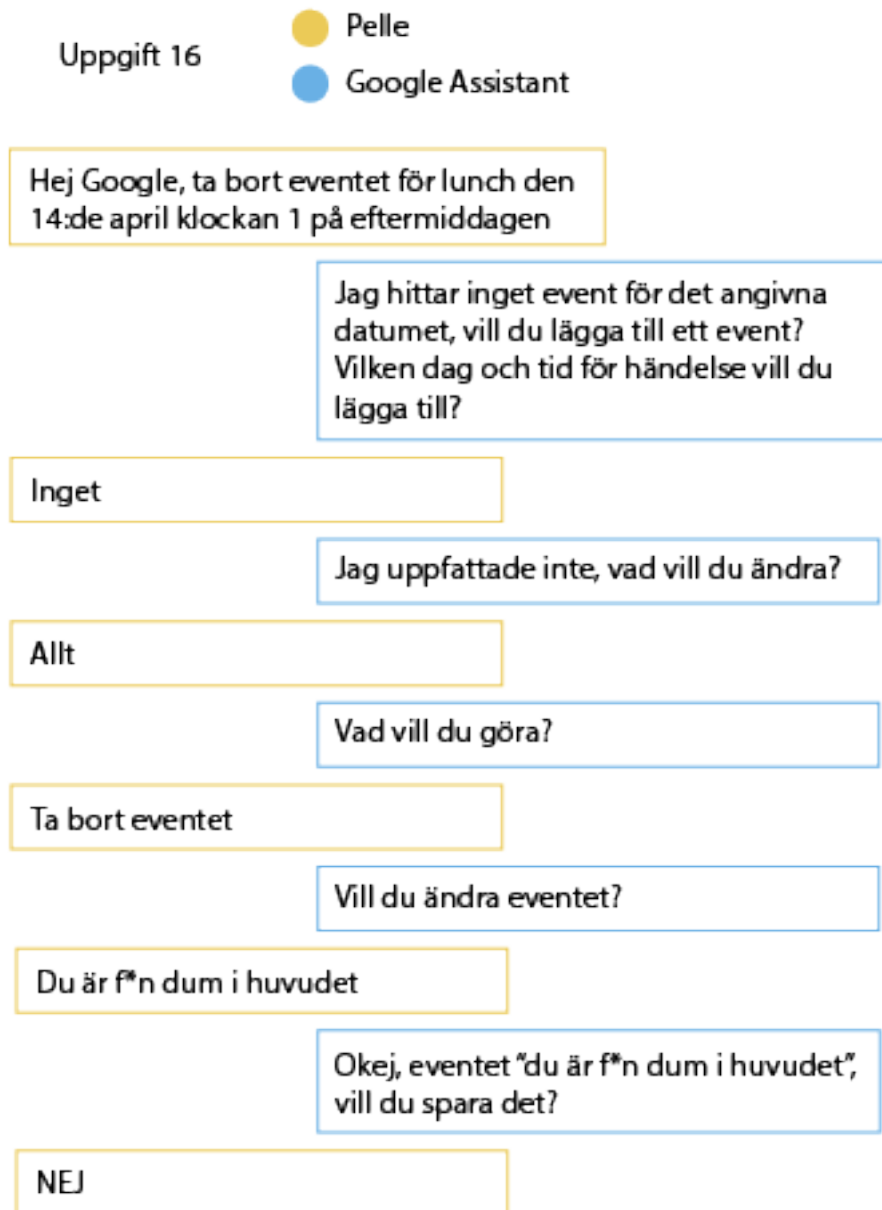 Uppgift 16
Pelle
Google Assistant
Hej Google, ta bort eventet för lunch den
14:de april klockan 1 på eftermiddagen
Jag hittar inget event för det angivna
datumet, vill du lägga till ett event?
Vilken dag och tid för händelse vill du
lägga till?
Inget
Jag uppfattade inte, vad vill du ändra?
Allt
Vad vill du göra?
Ta bort eventet
Vill du ändra eventet?
Du är f*n dum i huvudet
Okej, eventet “du är f*n dum i huvudet”,
vill du spara det?
NEJ